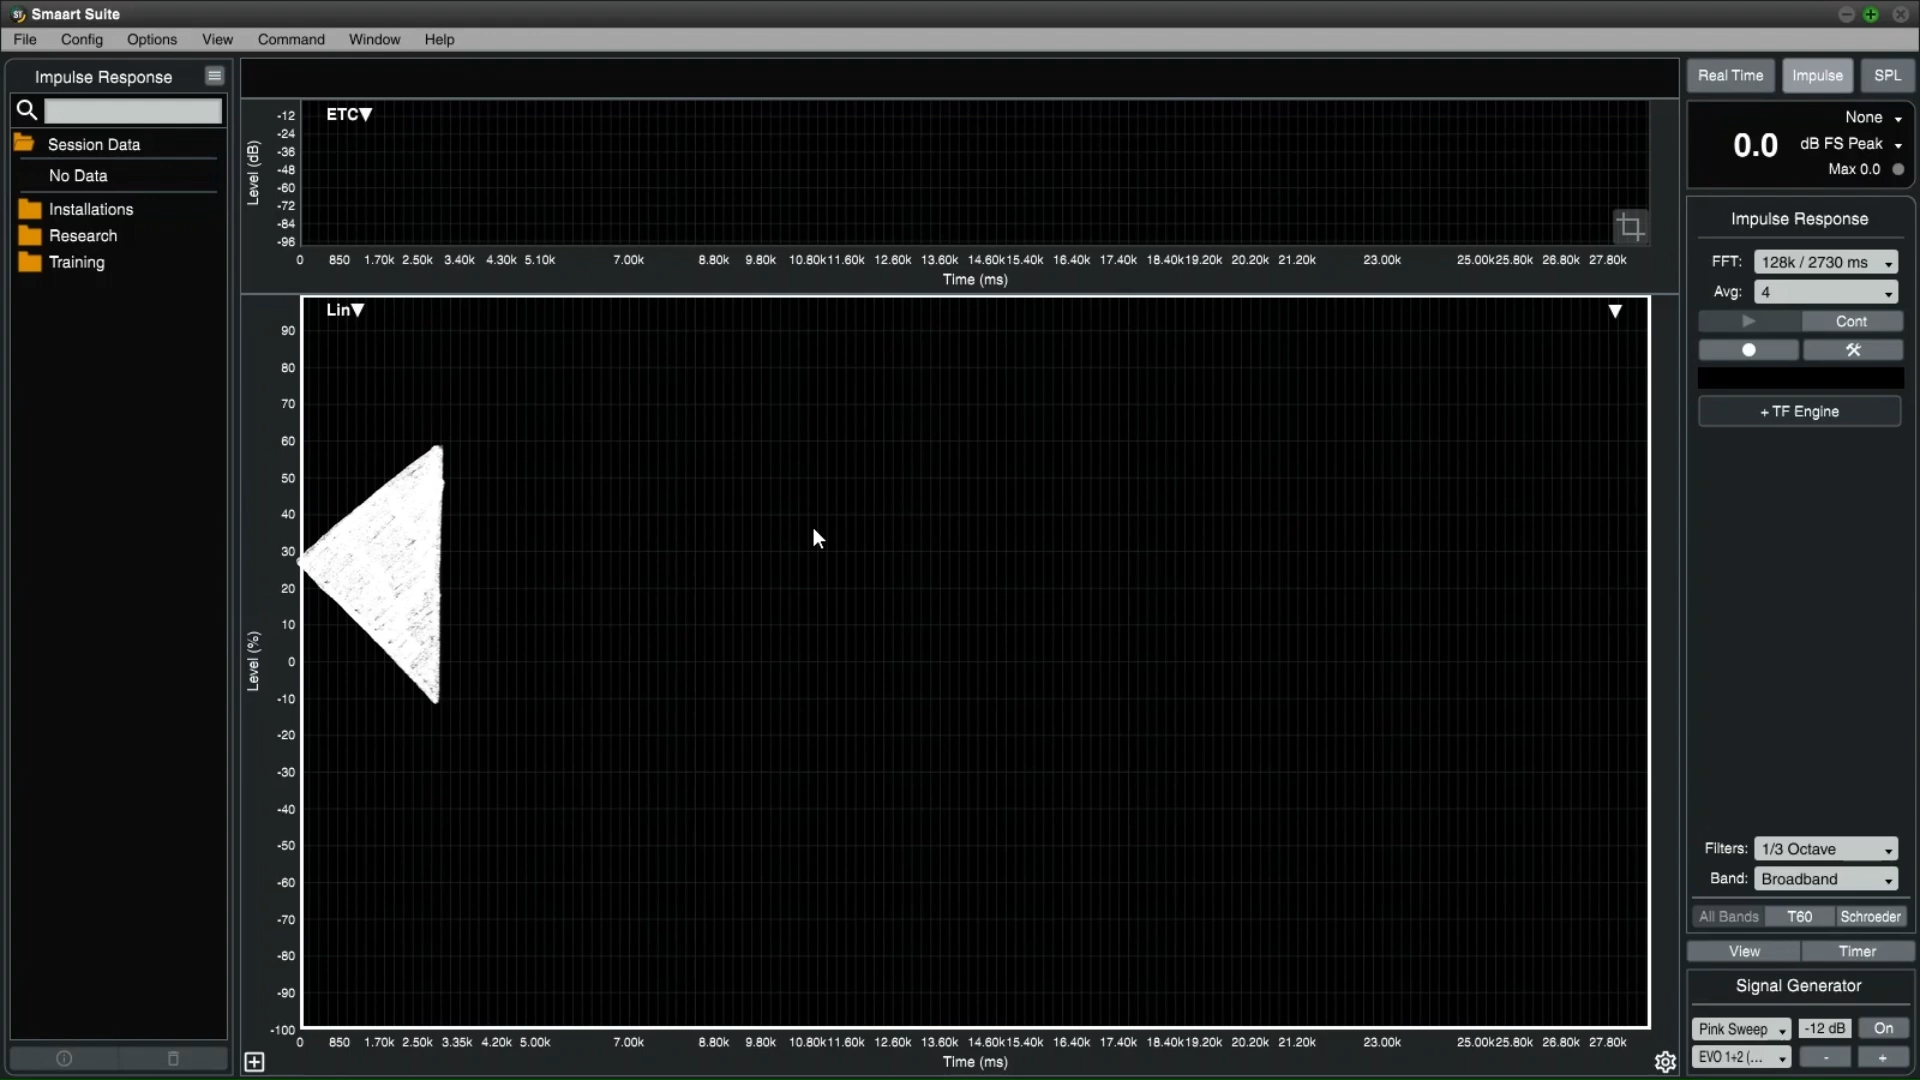 Smaart Suite
File Config Options View Command Window Help
Impulse Response
Session Data
No Data
Installations
Research
Training
ETC▼
Level (dB)
-12
-24
-36
-48
-60
-72
-84
-96
0 850 1.70k 2.50k 3.40k 4.30k 5.10k 7.00k 8.80k 9.80k 10.80k 11.60k 12.60k 13.60k 14.60k 15.40k 16.40k 17.40k 18.40k 19.20k 20.20k 21.20k 23.00k 25.00k 25.80k 26.80k 27.80k
Time (ms)
Lin▼
Level (%)
90
80
70
60
50
40
30
20
10
0
-10
-20
-30
-40
-50
-60
-70
-80
-90
-100
0 850 1.70k 2.50k 3.35k 4.20k 5.00k 7.00k 8.80k 9.80k 10.80k 11.60k 12.60k 13.60k 14.60k 15.40k 16.40k 17.40k 18.40k 19.20k 20.20k 21.20k 23.00k 25.00k 25.80k 26.80k 27.80k
Time (ms)
Real Time Impulse SPL
None
0.0 dB FS Peak
Max 0.0
Impulse Response
FFT: 128k / 2730 ms
Avg: 4
Cont
+ TF Engine
Filters: 1/3 Octave
Band: Broadband
All Bands T60 Schroeder
View Timer
Signal Generator
Pink Sweep -12 dB On
EVO 1+2 (... - +